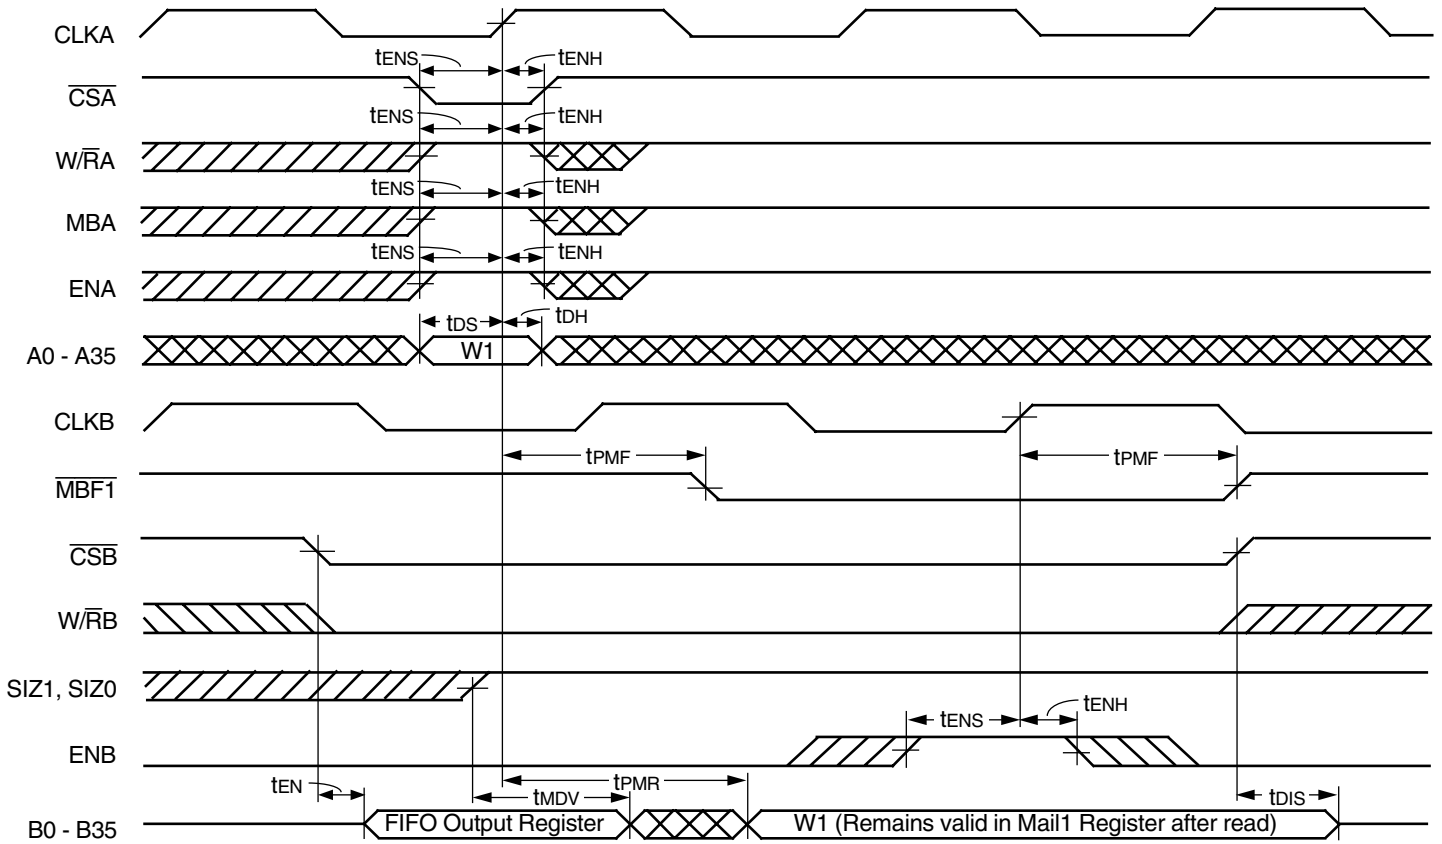 CLKA
tENS tENH
CSA
tENS tENH
W/RA
tENS tENH
MBA
tENS tENH
ENA
tDS tDH
A0 - A35 W1
CLKB
tPMF tPMF
MBF1
CSB
W/RB
SIZ1, SIZ0
tENS tENH
ENB
tEN tPMR
tMDV tDIS
B0 - B35 FIFO Output Register W1 (Remains valid in Mail1 Register after read)